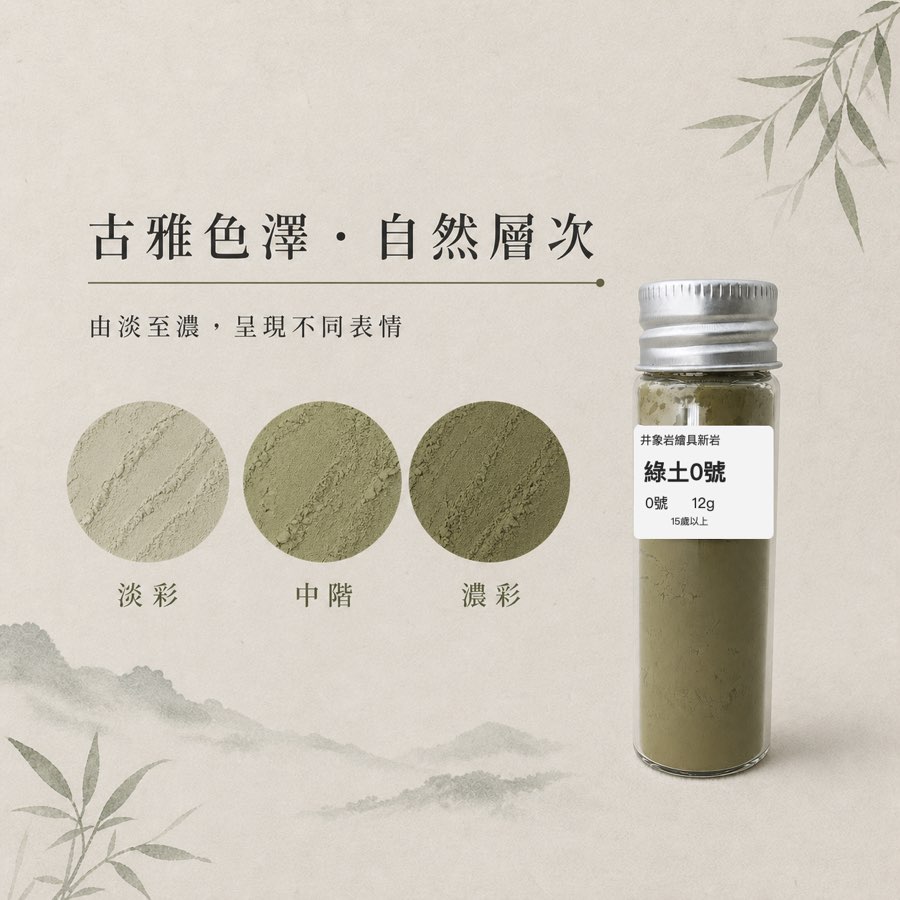 古雅色澤・自然層次
由淡至濃，呈現不同表情
淡彩
中階
濃彩
井象岩繪具新岩
綠土0號
0號 12g
15歲以上